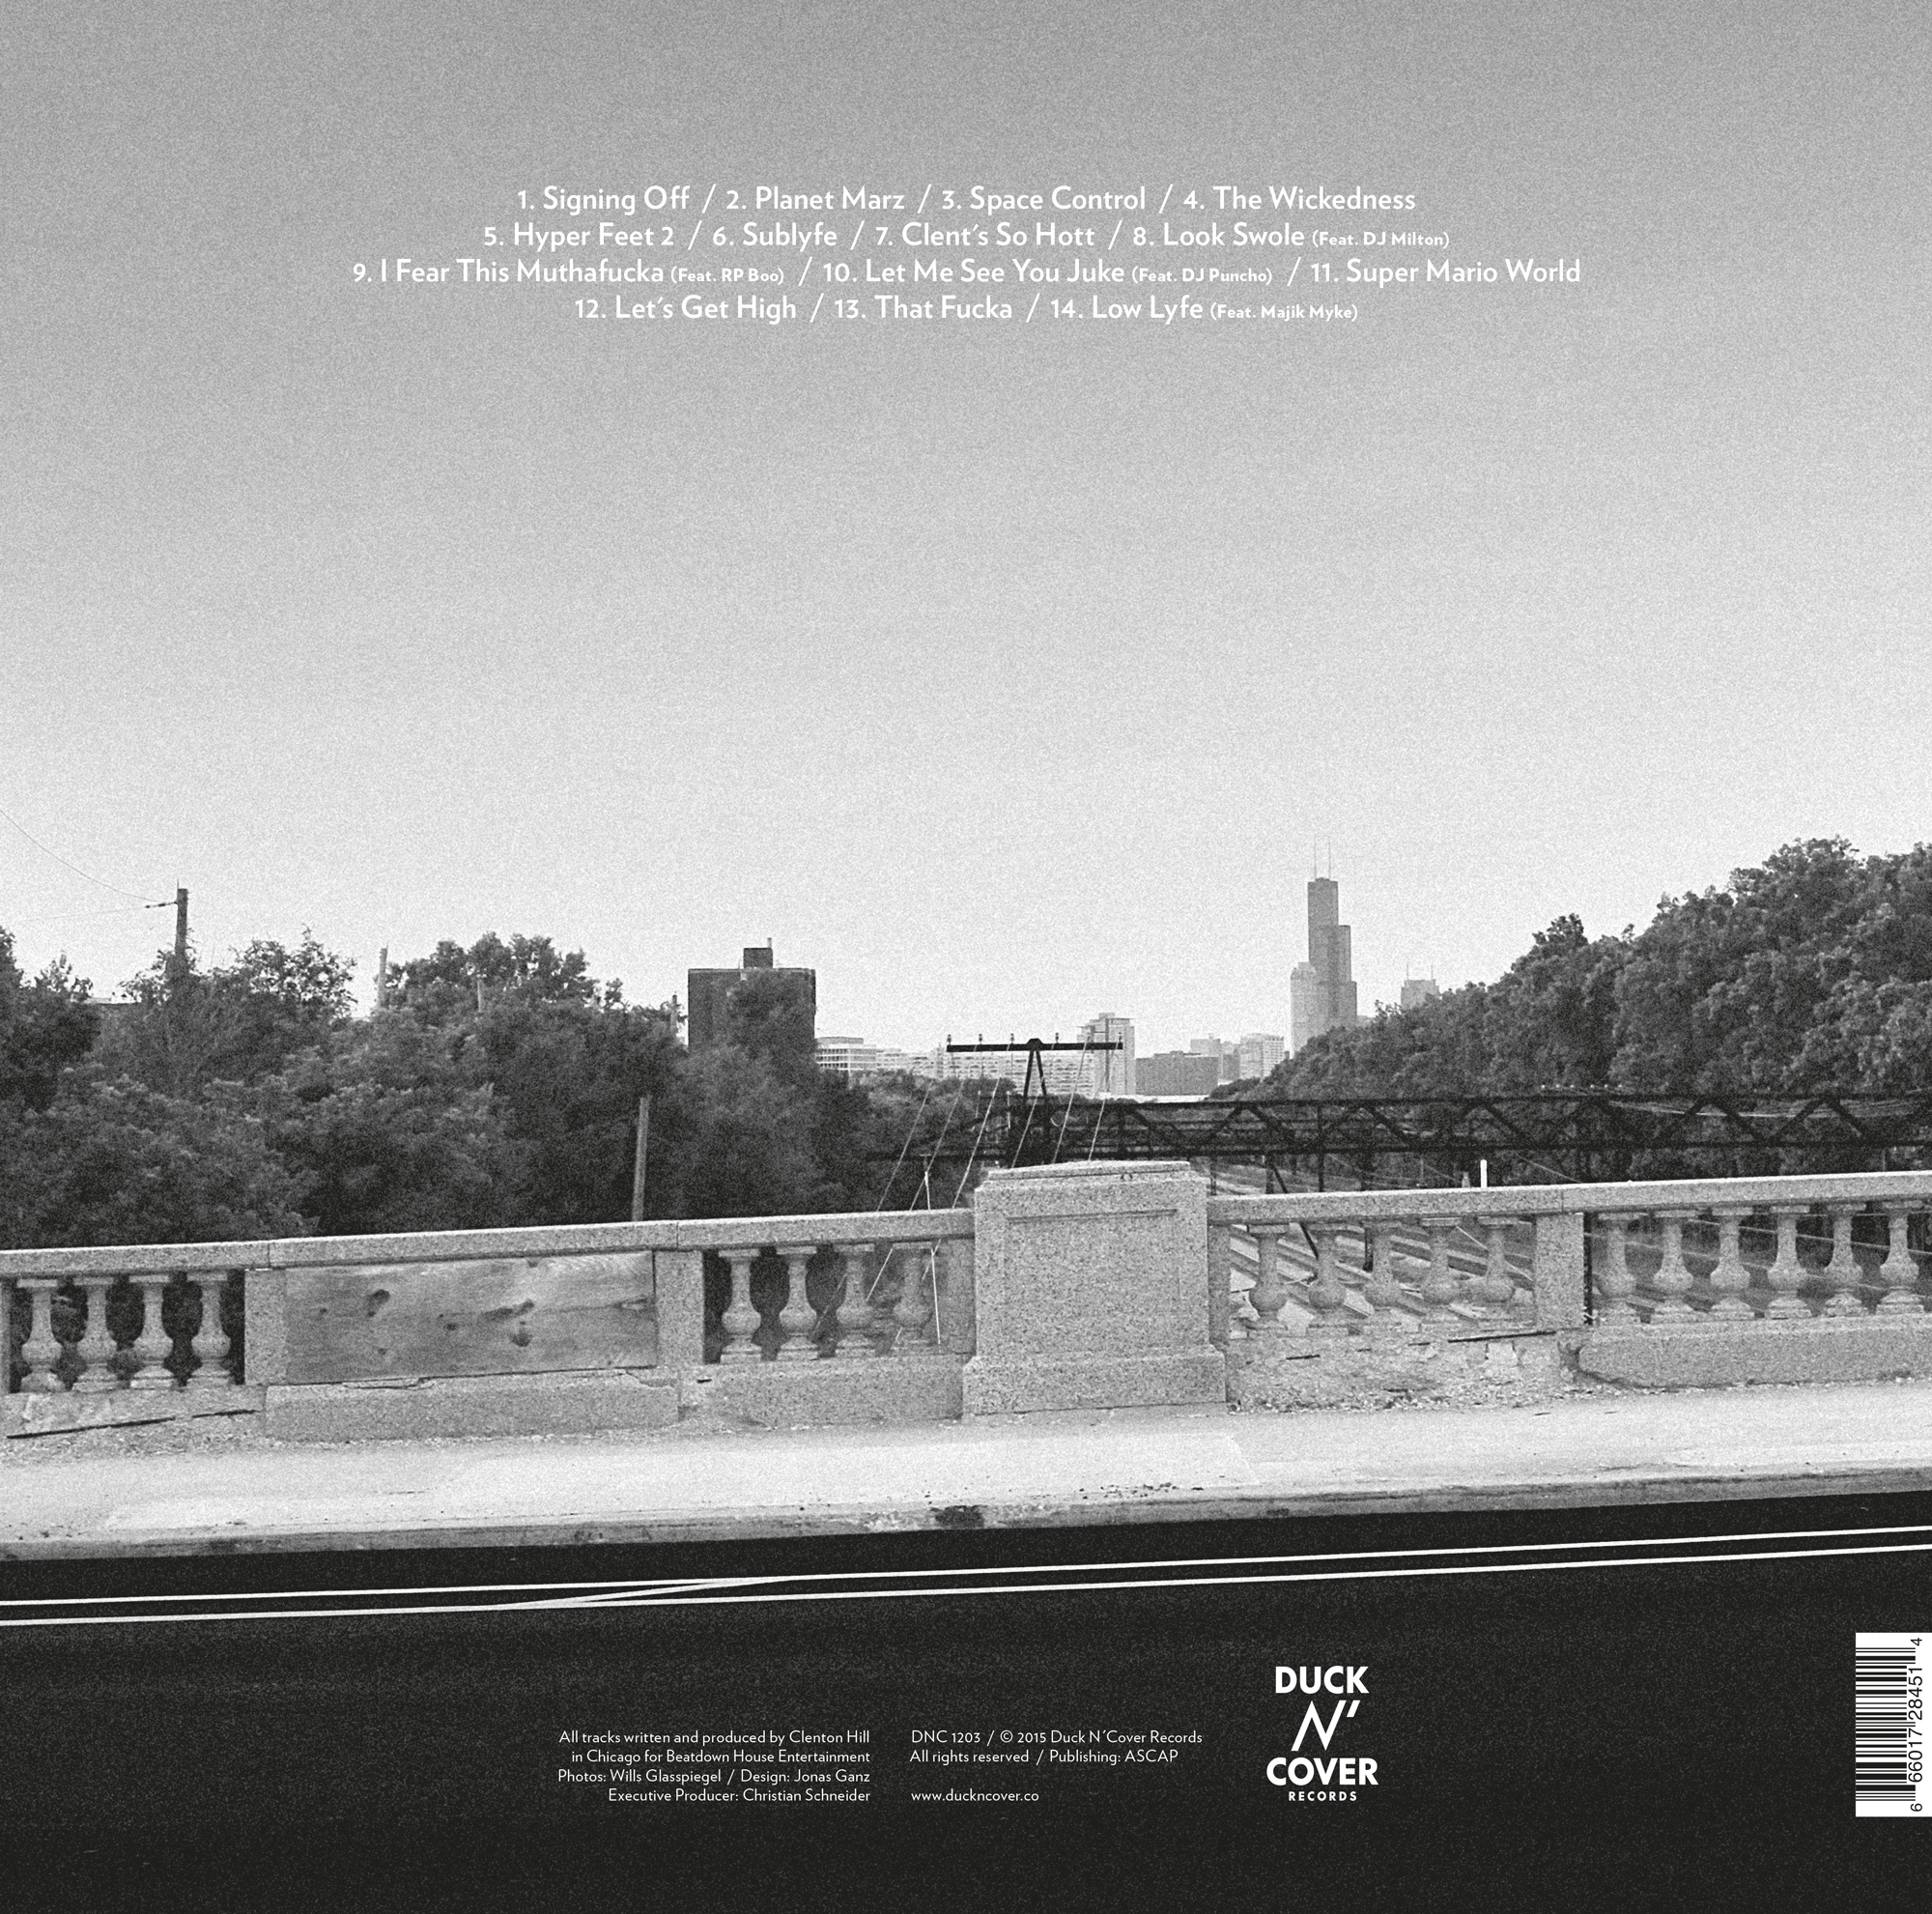 1. Signing Off / 2. Planet Marz / 3. Space Control / 4. The Wickedness
5. Hyper Feet 2 / 6. Sublyfe / 7. Clent's So Hott / 8. Look Swole (Feat. DJ Milton)
9. I Fear This Muthafucka (Feat. RP Boo) / 10. Let Me See You Juke (Feat. DJ Puncho) / 11. Super Mario World
12. Let's Get High / 13. That Fucka / 14. Low Lyfe (Feat. Majik Myke)
All tracks written and produced by Clenton Hill
in Chicago for Beatdown House Entertainment
Photos: Wills Glasspiegel / Design: Jonas Ganz
Executive Producer: Christian Schneider
DNC 1203 / © 2015 Duck N'Cover Records
All rights reserved / Publishing: ASCAP
www.duckncover.co
DUCK
N'
COVER
RECORDS
6 66017 28451 4